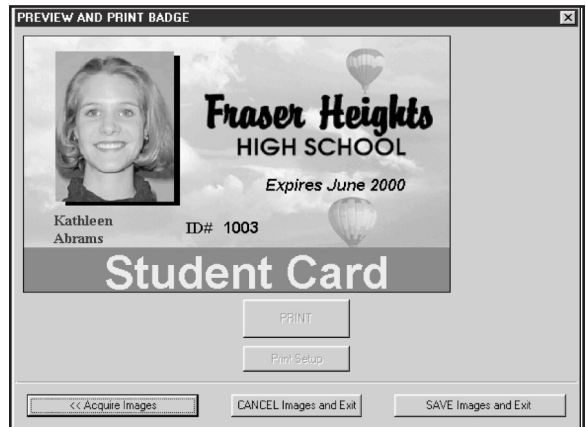 PREVIEW AND PRINT BADGE
Fraser Heights
HIGH SCHOOL
Expires June 2000
Kathleen
Abrams
ID# 1003
Student Card
PRINT
Print Setup
<< Acquire Images
CANCEL Images and Exit
SAVE Images and Exit